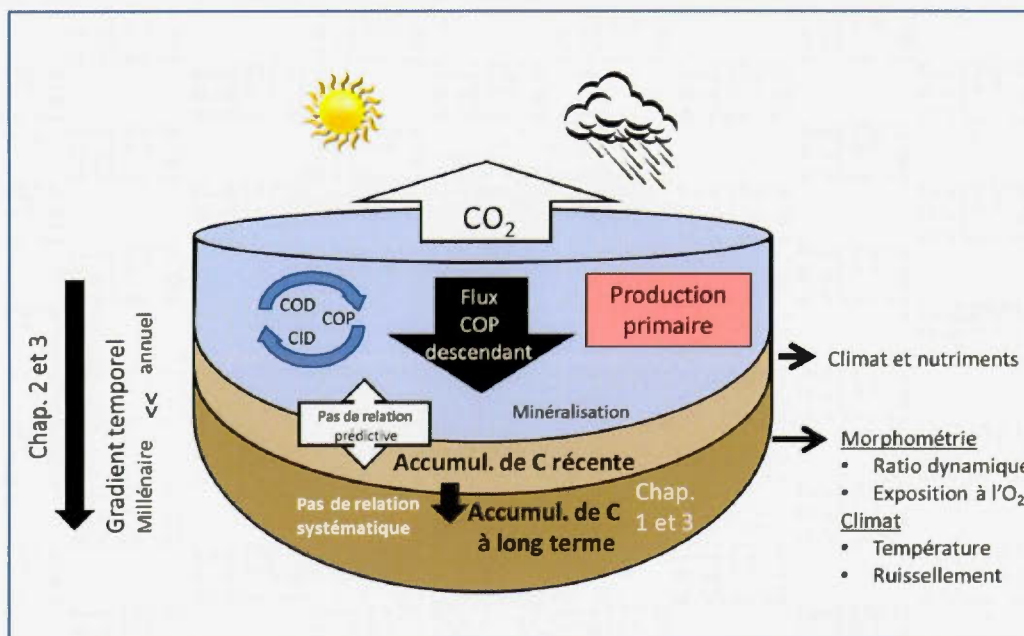 CO₂
COD
COP
CID
Flux
COP
descendant
Production
primaire
Chap. 2 et 3
Gradient temporel
Millénaire << annuel
Pas de relation
prédictive
Minéralisation
Accumul. de C récente
Pas de relation
systématique
Accumul. de C
à long terme
Chap.
1 et 3
Climat et nutriments
Morphométrie
• Ratio dynamique
• Exposition à l'O₂
Climat
• Température
• Ruissellement